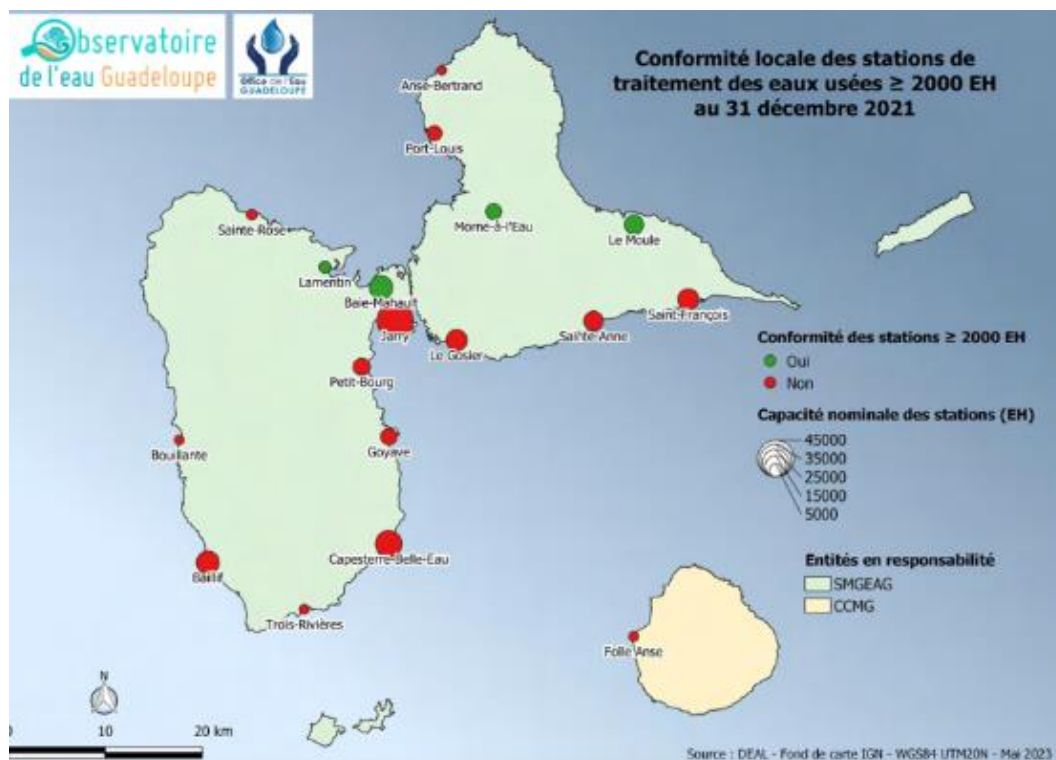 Observatoire
de l'eau Guadeloupe
Office de l'Eau
GUADELOUPE
Conformité locale des stations de
traitement des eaux usées ≥ 2000 EH
au 31 décembre 2021
Anse-Bertrand
Port-Louis
Morne-à-l'Eau
Le Moule
Sainte-Rose
Lamentin
Baie-Mahault
Jarry
Le Gosier
Sainte-Anne
Saint-François
Petit-Bourg
Goyave
Bouillante
Capesterre-Belle-Eau
Baillif
Trois-Rivières
Folle Anse
Conformité des stations ≥ 2000 EH
Oui
Non
Capacité nominale des stations (EH)
45000
35000
25000
15000
5000
Entités en responsabilité
SMGEAG
CCMG
N
0 10 20 km
Source : DEAL - Fond de carte IGN - WGS84 UTM20N - Mai 2023